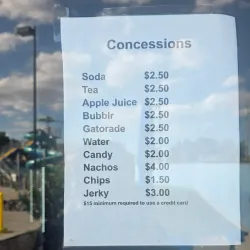 Concessions
Soda $2.50
Tea $2.50
Apple Juice $2.50
Bubblr $2.50
Gatorade $2.50
Water $2.00
Candy $2.00
Nachos $4.00
Chips $1.50
Jerky $3.00
$15 minimum required to use a credit card